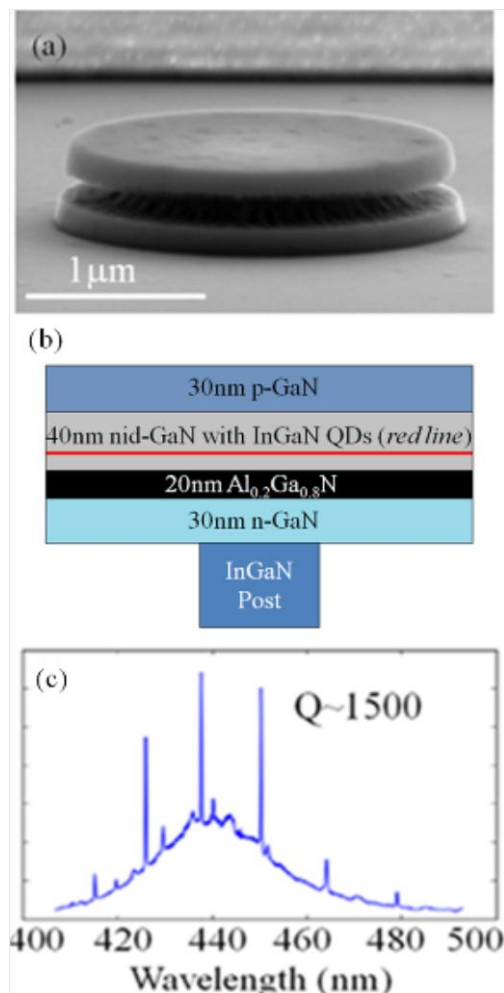 (a)
1μm
(b)
30nm p-GaN
40nm nid-GaN with InGaN QDs (red line)
20nm Al0.2Ga0.8N
30nm n-GaN
InGaN
Post
(c)
Q~1500
400 420 440 460 480 500
Wavelength (nm)